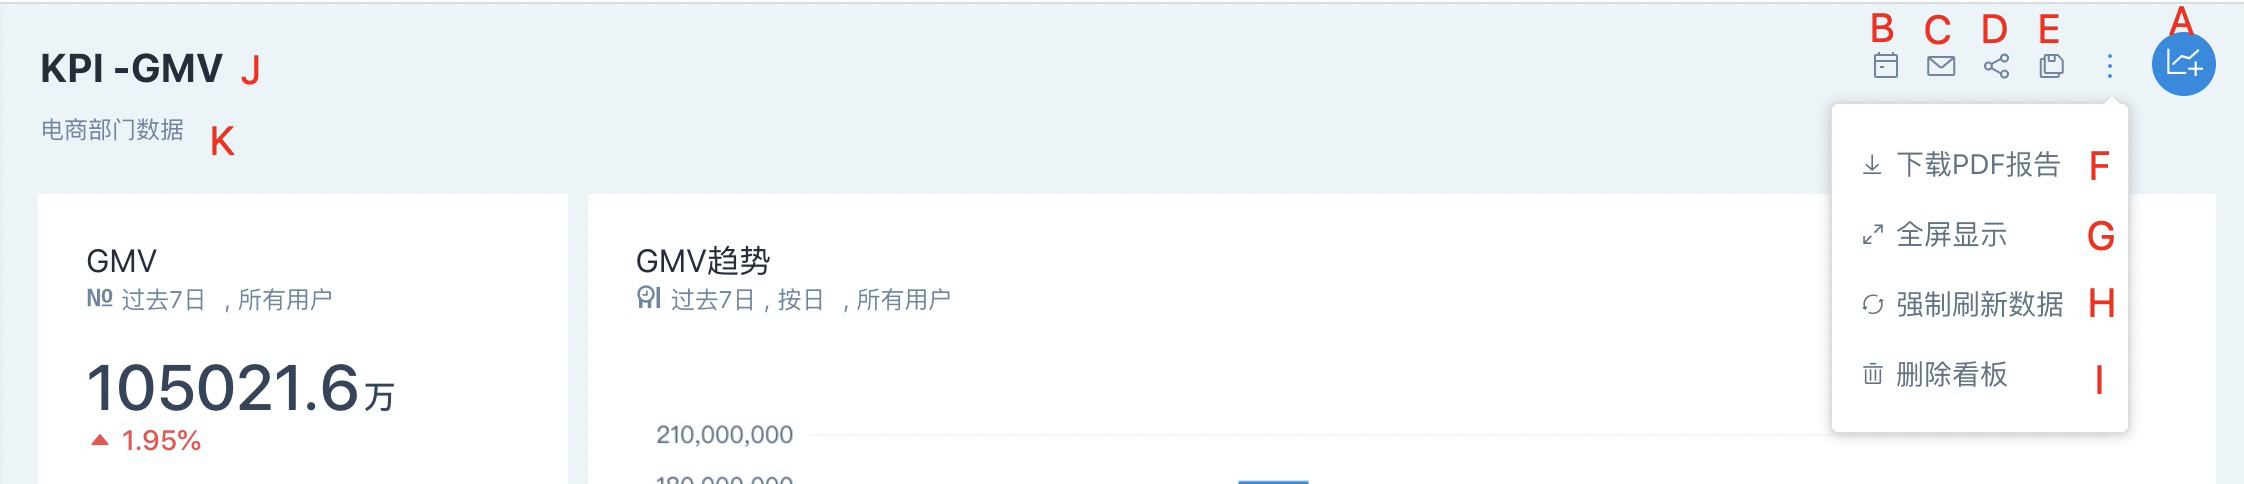 B C D E A
KPI -GMV J
电商部门数据 K
下载PDF报告 F
全屏显示 G
强制刷新数据 H
删除看板 I
GMV
№ 过去7日 , 所有用户
105021.6万
1.95%
GMV趋势
过去7日 , 按日 , 所有用户
210,000,000
180,000,000